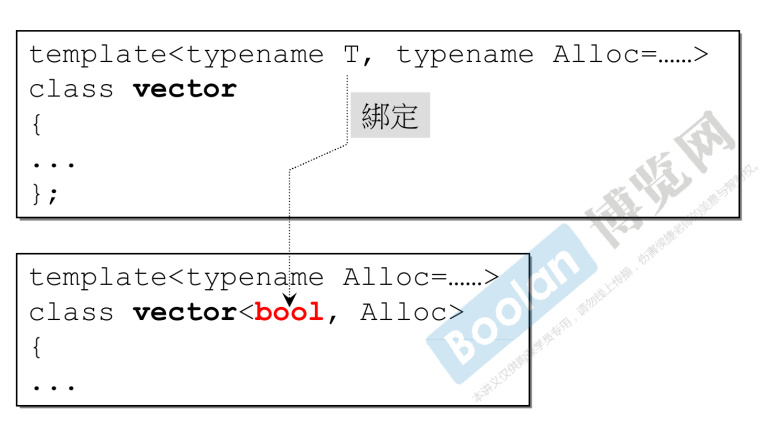 template<typename T, typename Alloc=……>
class vector
{
...
};
綁定
template<typename Alloc=……>
class vector<bool, Alloc>
{
...
Boolan 博览网